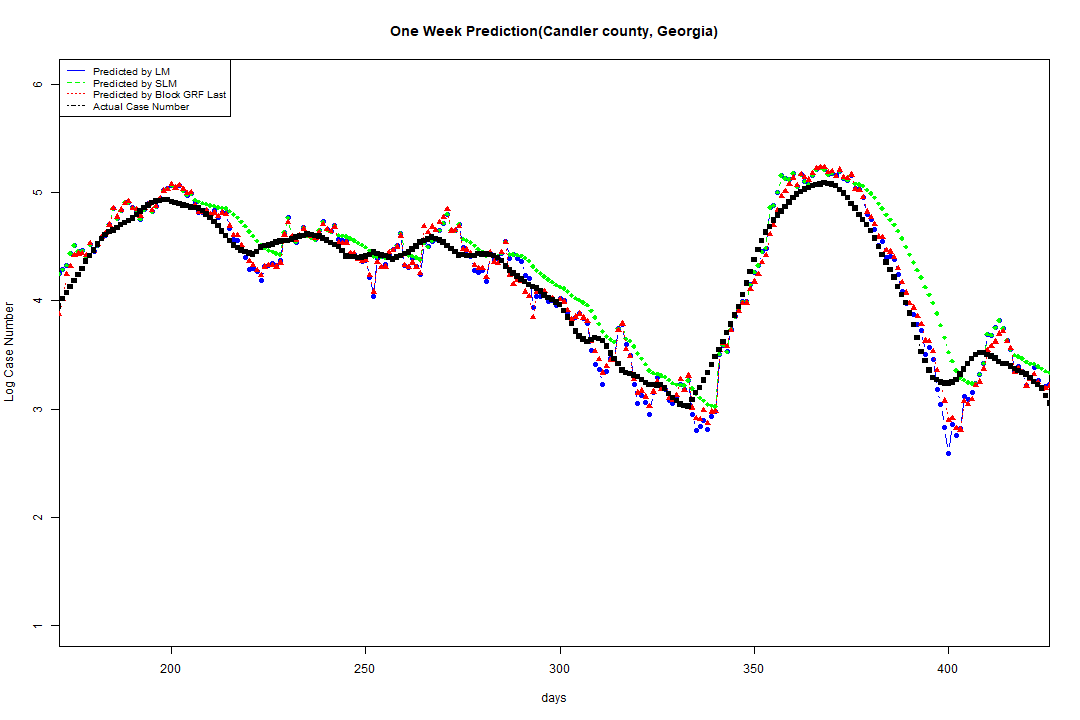 One Week Prediction(Candler county, Georgia)
Predicted by LM
Predicted by SLM
Predicted by Block GRF Last
Actual Case Number
6
5
4
3
2
1
Log Case Number
200 250 300 350 400
days